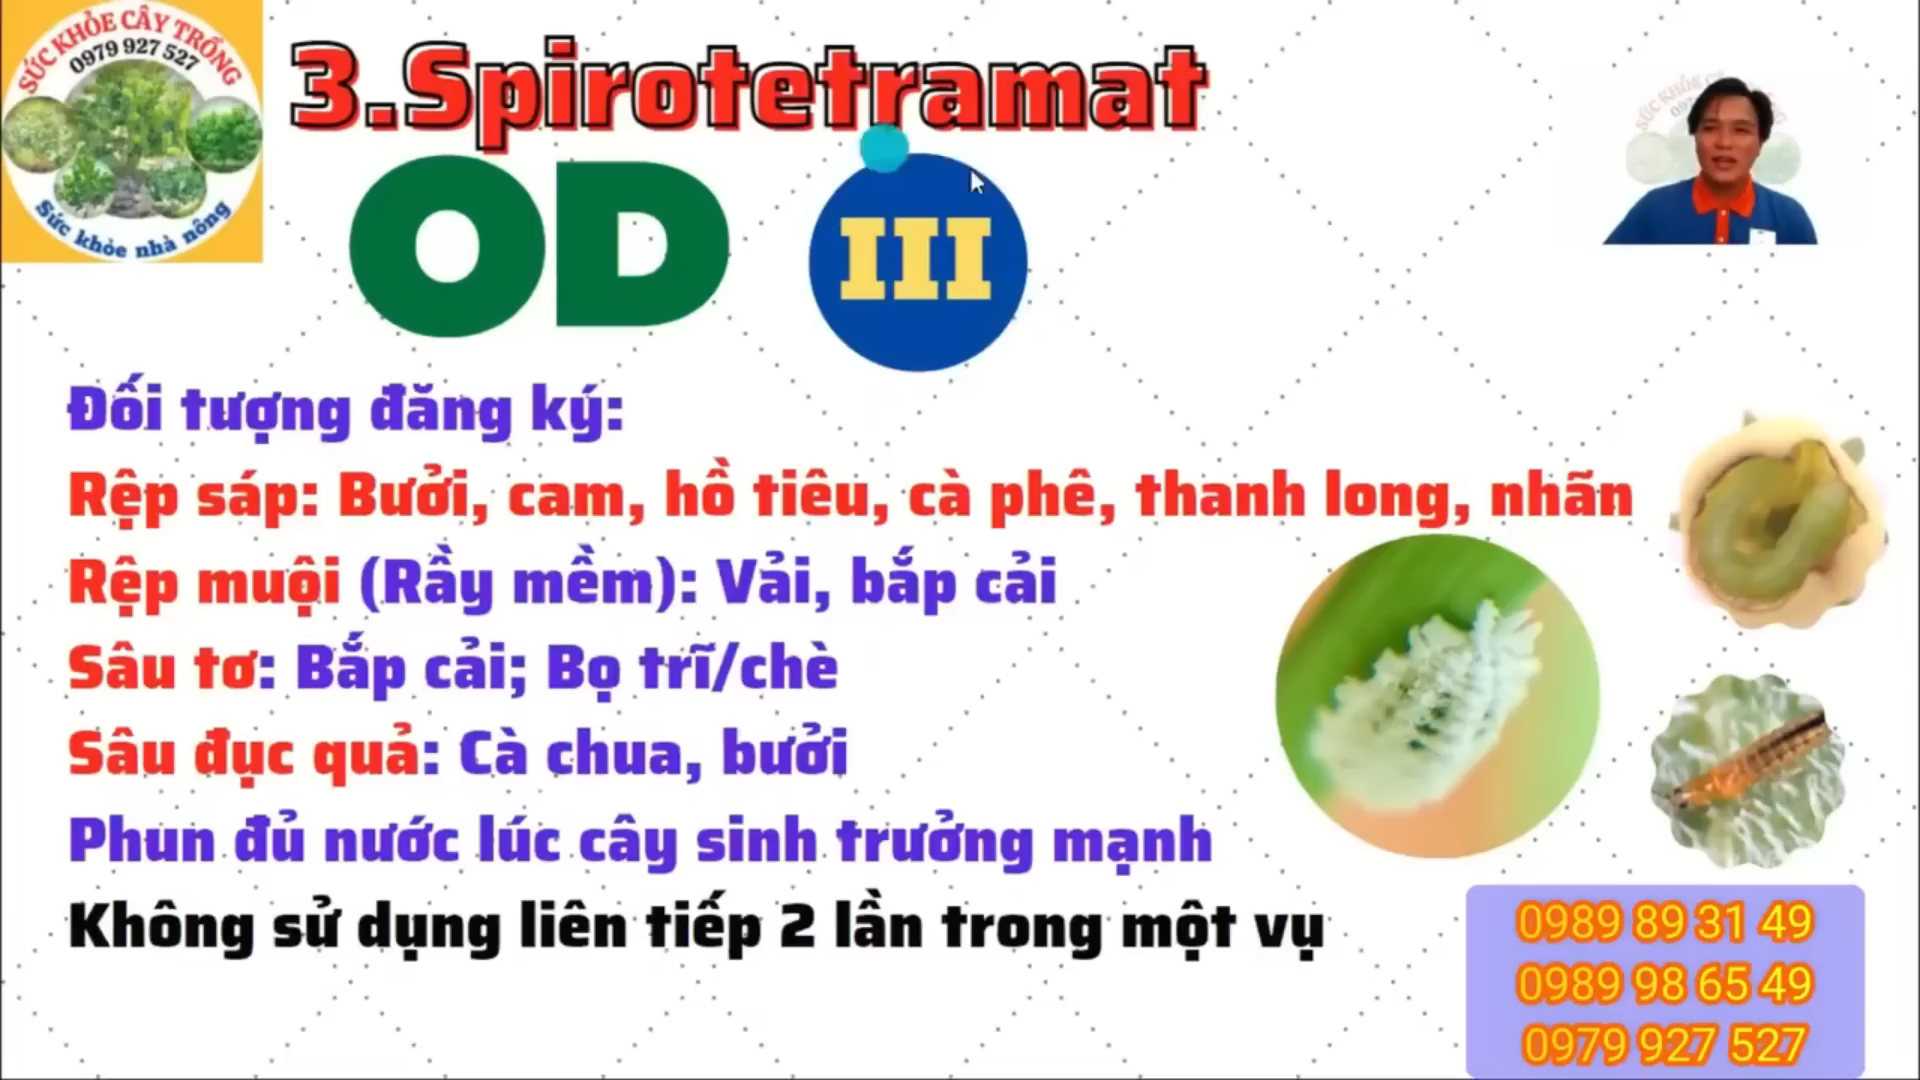 SỨC KHỎE CÂY TRỒNG
0979 927 527
Sức khỏe nhà nông
3.Spirotetramat
OD
III
Đối tượng đăng ký:
Rệp sáp: Bưởi, cam, hồ tiêu, cà phê, thanh long, nhãn
Rệp muội (Rầy mềm): Vải, bắp cải
Sâu tơ: Bắp cải; Bọ trĩ/chè
Sâu đục quả: Cà chua, bưởi
Phun đủ nước lúc cây sinh trưởng mạnh
Không sử dụng liên tiếp 2 lần trong một vụ
0989 89 31 49
0989 98 65 49
0979 927 527